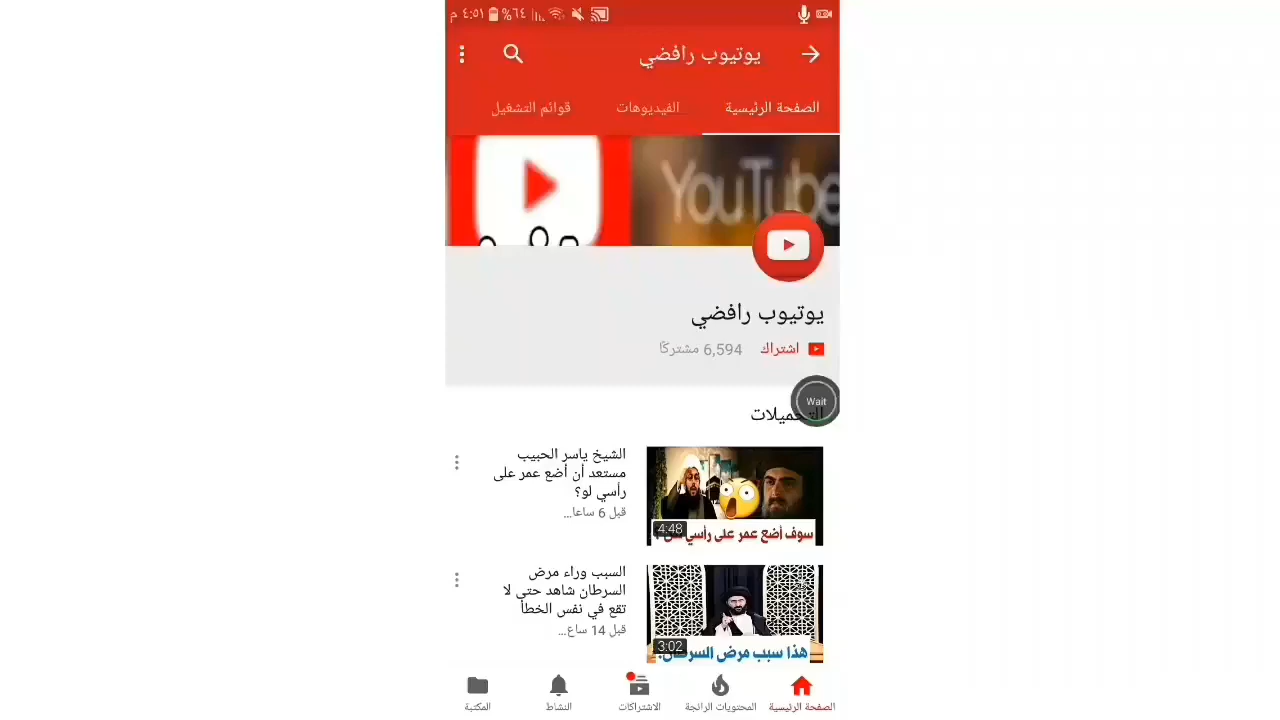 ٤:٥١ م
٦٤%
يوتيوب رافضي
الصفحة الرئيسية
الفيديوهات
قوائم التشغيل
YouTube
يوتيوب رافضي
اشتراك
6,594 مشتركًا
Wait
التحميلات
الشيخ ياسر الحبيب
مستعد أن أضع عمر على
رأسي لو؟
قبل 6 ساعا...
4:48
سوف أضع عمر على رأسي
السبب وراء مرض
السرطان شاهد حتى لا
تقع في نفس الخطأ
قبل 14 ساع...
3:02
هذا سبب مرض السرطان
الصفحة الرئيسية
المحتويات الرائجة
الاشتراكات
النشاط
المكتبة